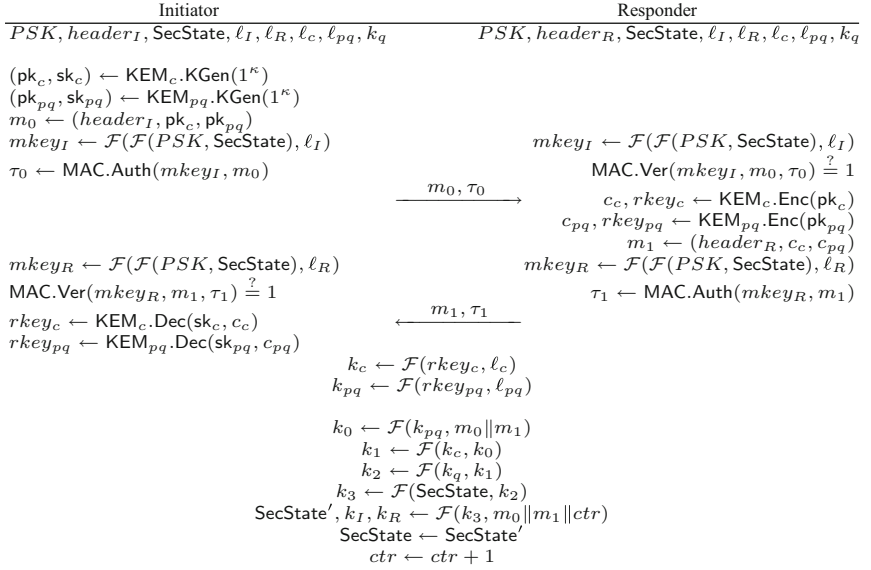 Initiator Responder
PSK, header_I, SecState, ℓ_I, ℓ_R, ℓ_c, ℓ_pq, k_q PSK, header_R, SecState, ℓ_I, ℓ_R, ℓ_c, ℓ_pq, k_q
(pk_c, sk_c) ← KEM_c.KGen(1^κ)
(pk_pq, sk_pq) ← KEM_pq.KGen(1^κ)
m_0 ← (header_I, pk_c, pk_pq)
mkey_I ← F(F(PSK, SecState), ℓ_I) mkey_I ← F(F(PSK, SecState), ℓ_I)
τ_0 ← MAC.Auth(mkey_I, m_0) MAC.Ver(mkey_I, m_0, τ_0) ≟ 1
m_0, τ_0
c_c, rkey_c ← KEM_c.Enc(pk_c)
c_pq, rkey_pq ← KEM_pq.Enc(pk_pq)
m_1 ← (header_R, c_c, c_pq)
mkey_R ← F(F(PSK, SecState), ℓ_R) mkey_R ← F(F(PSK, SecState), ℓ_R)
MAC.Ver(mkey_R, m_1, τ_1) ≟ 1 τ_1 ← MAC.Auth(mkey_R, m_1)
m_1, τ_1
rkey_c ← KEM_c.Dec(sk_c, c_c)
rkey_pq ← KEM_pq.Dec(sk_pq, c_pq)
k_c ← F(rkey_c, ℓ_c)
k_pq ← F(rkey_pq, ℓ_pq)
k_0 ← F(k_pq, m_0∥m_1)
k_1 ← F(k_c, k_0)
k_2 ← F(k_q, k_1)
k_3 ← F(SecState, k_2)
SecState′, k_I, k_R ← F(k_3, m_0∥m_1∥ctr)
SecState ← SecState′
ctr ← ctr + 1